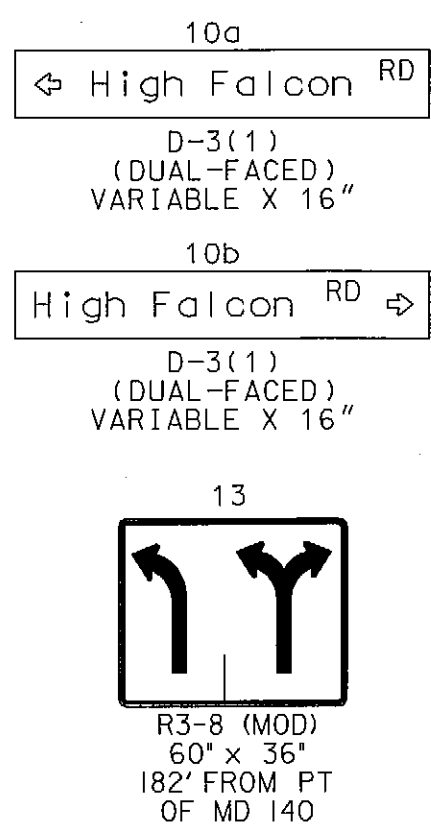 10a
⇦ High Falcon RD
D-3(1)
(DUAL-FACED)
VARIABLE X 16"
10b
High Falcon RD ⇨
D-3(1)
(DUAL-FACED)
VARIABLE X 16"
13
R3-8 (MOD)
60" x 36"
182' FROM PT
OF MD 140